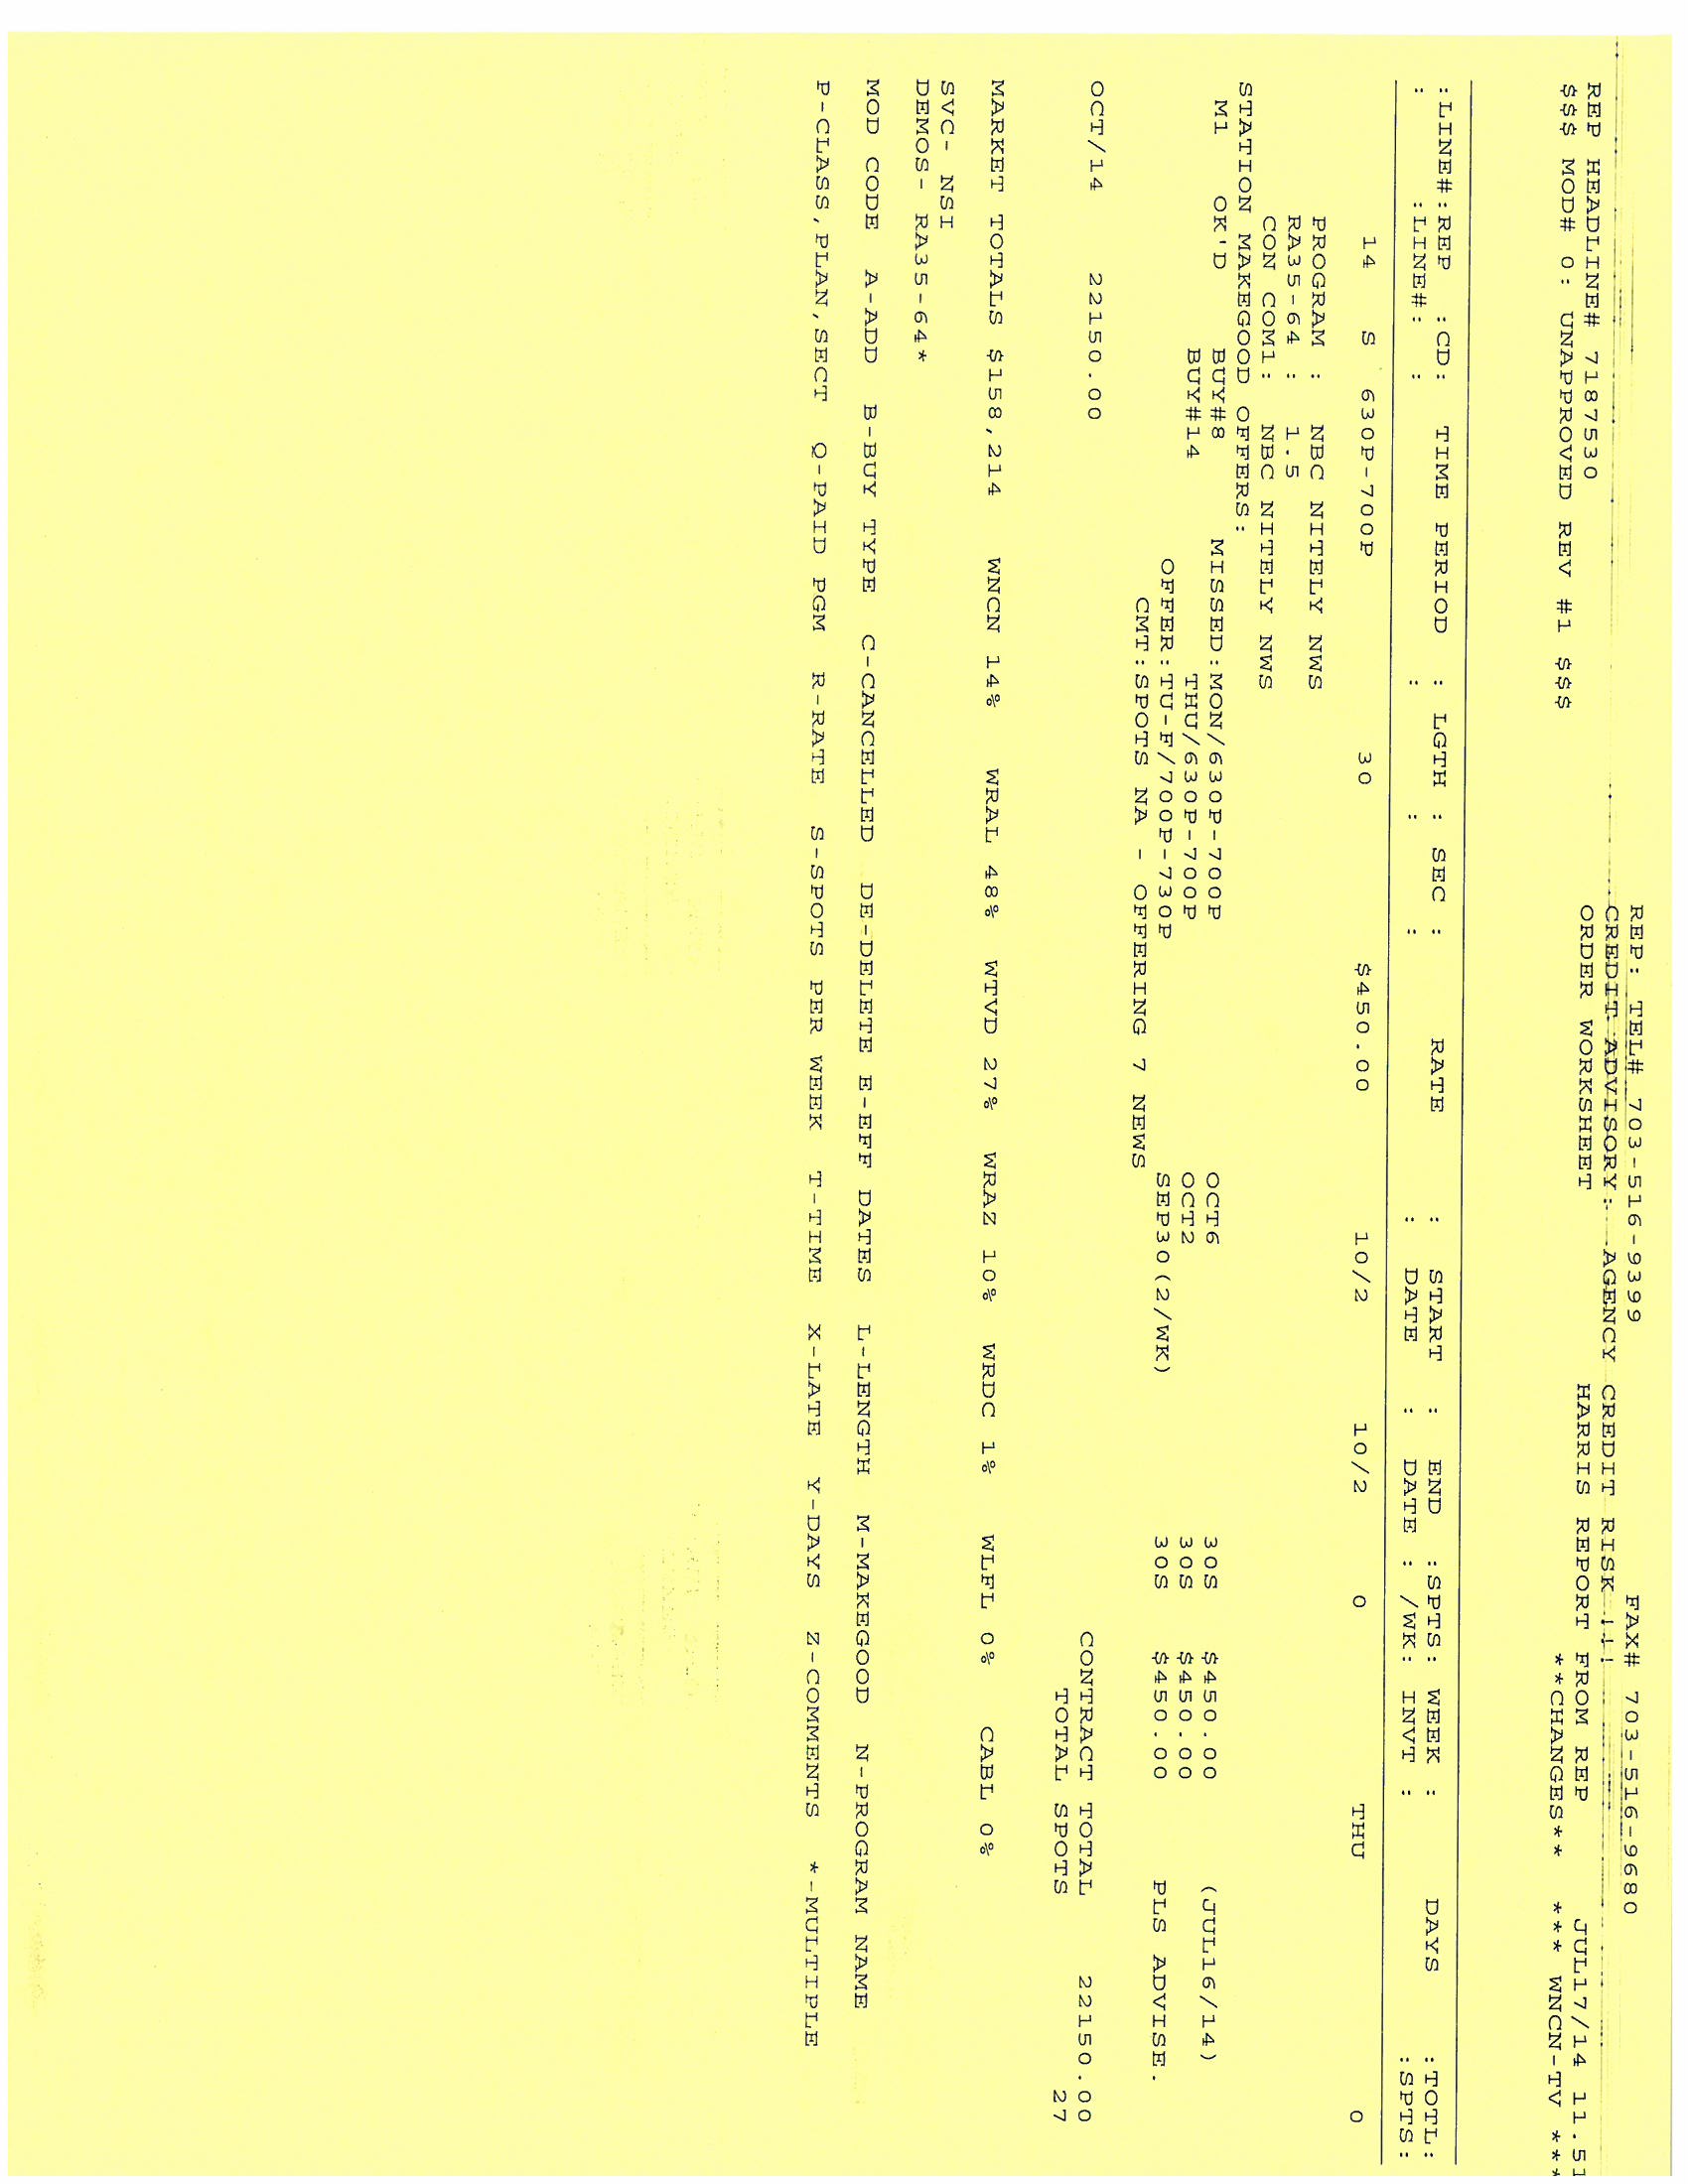 REP: TEL# 703-516-9399 FAX# 703-516-9680
CREDIT ADVISORY: AGENCY CREDIT RISK !!!
REP HEADLINE# 7187530 ORDER WORKSHEET HARRIS REPORT FROM REP JUL17/14 11.51
$$$ MOD# 0: UNAPPROVED REV #1 $$$ **CHANGES** *** WNCN-TV ***
:LINE#:REP :CD: TIME PERIOD : LGTH : SEC : RATE : START : END :SPTS: WEEK : DAYS :TOTL:
: :LINE#: : : : : : DATE : DATE : /WK: INVT : :SPTS:
14 S 630P-700P 30 $450.00 10/2 10/2 0 THU 0
PROGRAM : NBC NITELY NWS
RA35-64 : 1.5
CON COM1: NBC NITELY NWS
STATION MAKEGOOD OFFERS:
M1 OK'D BUY#8 MISSED:MON/630P-700P OCT6 30S $450.00 (JUL16/14)
BUY#14 THU/630P-700P OCT2 30S $450.00
OFFER:TU-F/700P-730P SEP30(2/WK) 30S $450.00 PLS ADVISE.
CMT:SPOTS NA - OFFERING 7 NEWS
OCT/14 22150.00 CONTRACT TOTAL 22150.00
TOTAL SPOTS 27
MARKET TOTALS $158,214 WNCN 14% WRAL 48% WTVD 27% WRAZ 10% WRDC 1% WLFL 0% CABL 0%
SVC- NSI
DEMOS- RA35-64*
MOD CODE A-ADD B-BUY TYPE C-CANCELLED DE-DELETE E-EFF DATES L-LENGTH M-MAKEGOOD N-PROGRAM NAME
P-CLASS,PLAN,SECT Q-PAID PGM R-RATE S-SPOTS PER WEEK T-TIME X-LATE Y-DAYS Z-COMMENTS *-MULTIPLE